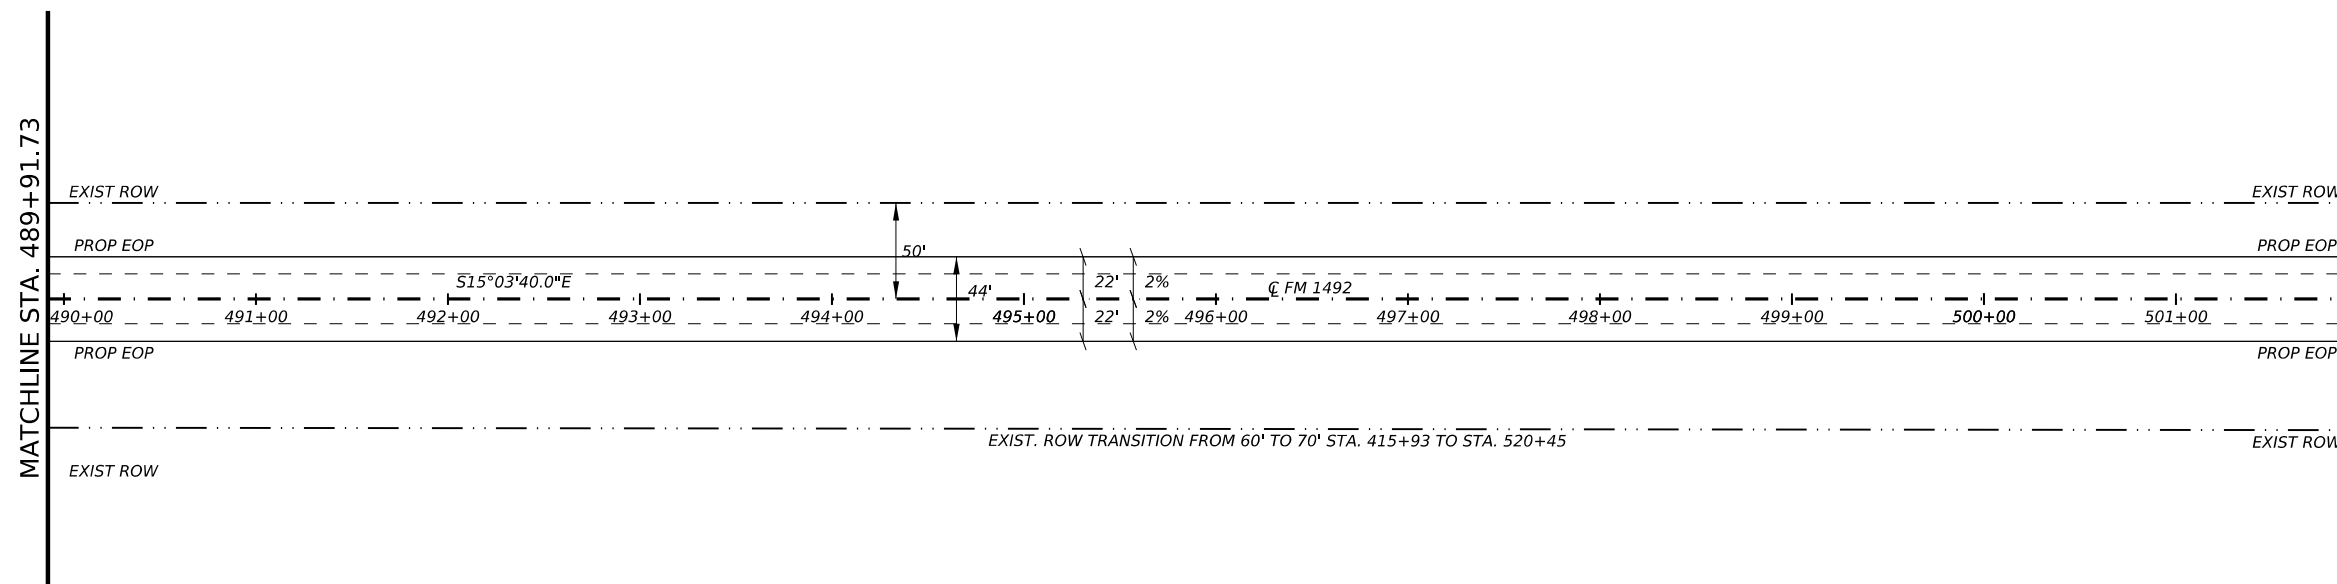 MATCHLINE STA. 489+91.73
EXIST ROW
EXIST ROW
PROP EOP
PROP EOP
50'
S15°03'40.0"E
44'
22'
2%
℄ FM 1492
490+00
491+00
492+00
493+00
494+00
495+00
22'
2%
496+00
497+00
498+00
499+00
500+00
501+00
PROP EOP
PROP EOP
EXIST. ROW TRANSITION FROM 60' TO 70' STA. 415+93 TO STA. 520+45
EXIST ROW
EXIST ROW